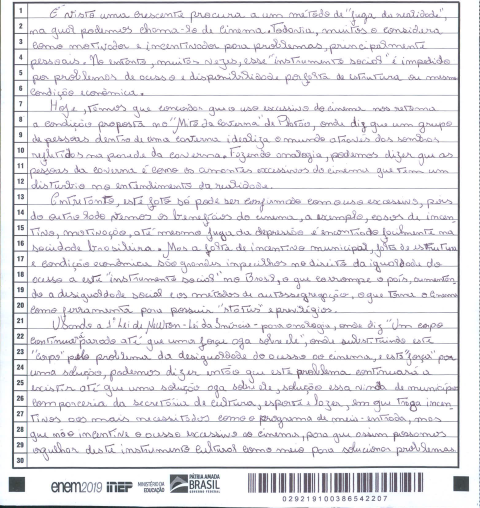 1 É visto uma crescente procura a um método de "fuga da realidade",
2 na qual podemos chama-lo de cinema. Todavia, muitos o considera
3 como motivador e incentivador para problemas, principalmente
4 pessoais. No entanto, muitas vezes, esse "instrumento social" é impedido
5 por problemas de acesso e disponibilidade por falta de estrutura ou mesmo
6 condição econômica.
7 Hoje, temos que concordar que o uso excessivo do cinema nos retoma
8 a condição proposta no "Mito da Caverna" de Platão, onde diz que um grupo
9 de pessoas dentro de uma caverna idealiza o mundo através das sombras
10 refletidas na parede da caverna. Fazendo analogia, podemos dizer que as
11 pessoas da caverna é como os amantes excessivos do cinema que tem um
12 distúrbio no entendimento da realidade.
13 Entretanto, este fato só pode ser confirmado com o uso excessivo, pois
14 do outro lado vemos os benefícios do cinema, a exemplo, casos de incen-
15 tivo, motivação, até mesmo fuga da depressão é encontrado facilmente na
16 sociedade brasileira. Mas a falta de incentivo municipal, falta de estrutura
17 e condição econômica são grandes impecilhos no direito da igualdade do
18 acesso a este "instrumento social" no Brasil, o que corrompe o país, aumentan-
19 do a desigualdade social e os métodos de autossegregação, o que torna o cinema
20 como ferramenta para possuir "status" e privilégios.
21 Usando a 1ª Lei de Newton - Lei da Inércia - para analogia, onde diz "Um corpo
22 continua parado até que uma força aja sobre ele", onde substituindo este
23 "corpo" pelo problema da desigualdade do acesso ao cinema, e esta "força" por
24 uma solução, podemos dizer então que este problema continuará a
25 existir até que uma solução aja sobre ele, solução essa vinda do município
26 com parceria da secretária de cultura, esporte e lazer, em que traga incen-
27 tivos aos mais necessitados como o programa de meia-entrada, mas
28 que não incentive o acesso excessivo ao cinema, para que assim possamos
29 orgulhar deste instrumento cultural como meio para solucionar problemas.
30
enem2019 inep MINISTÉRIO DA EDUCAÇÃO PÁTRIA AMADA BRASIL GOVERNO FEDERAL
0292191003865422​07